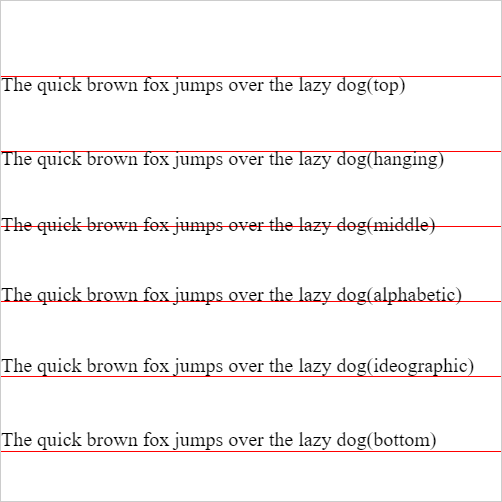 The quick brown fox jumps over the lazy dog(top)
The quick brown fox jumps over the lazy dog(hanging)
The quick brown fox jumps over the lazy dog(middle)
The quick brown fox jumps over the lazy dog(alphabetic)
The quick brown fox jumps over the lazy dog(ideographic)
The quick brown fox jumps over the lazy dog(bottom)